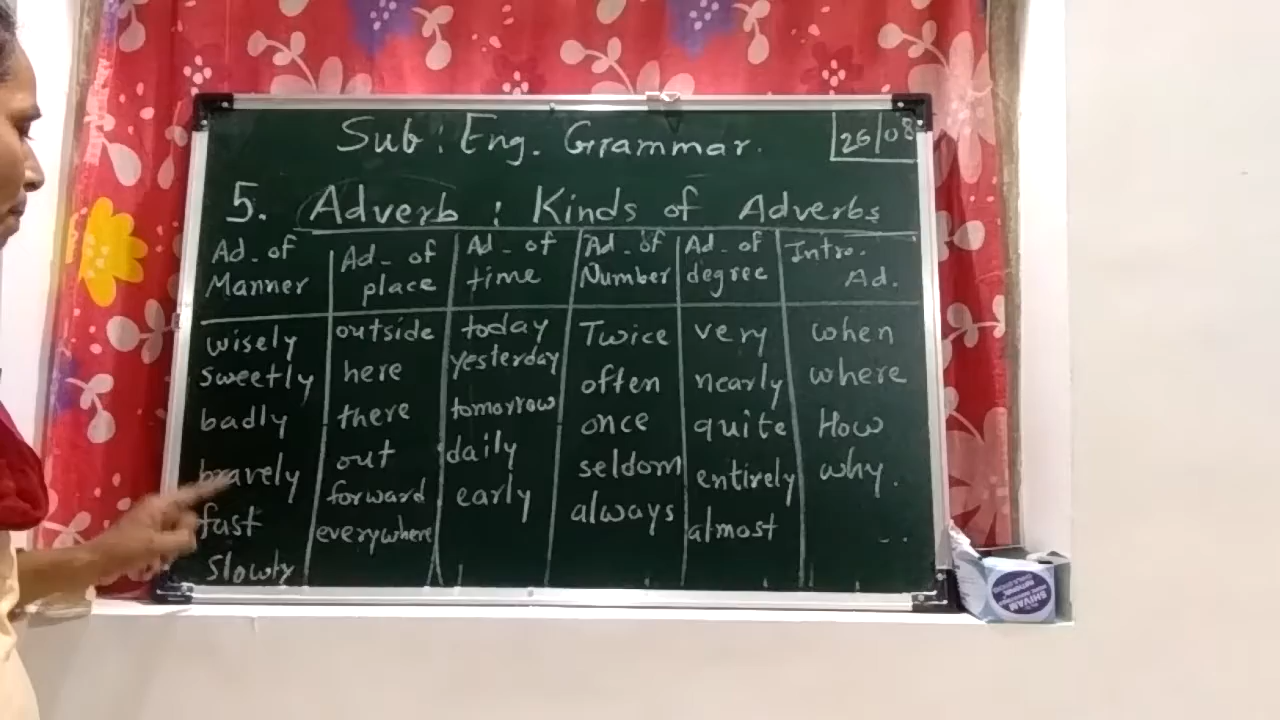 Sub : Eng. Grammar.
26/08
5. Adverb : Kinds of Adverbs
Ad. of Manner
wisely
sweetly
badly
bravely
fast
slowly
Ad. of place
outside
here
there
out
forward
everywhere
Ad. of time
today
yesterday
tomorrow
daily
early
Ad. of Number
Twice
often
once
seldom
always
Ad. of degree
very
nearly
quite
entirely
almost
Intro. Ad.
when
where
How
why.
SHIVAM